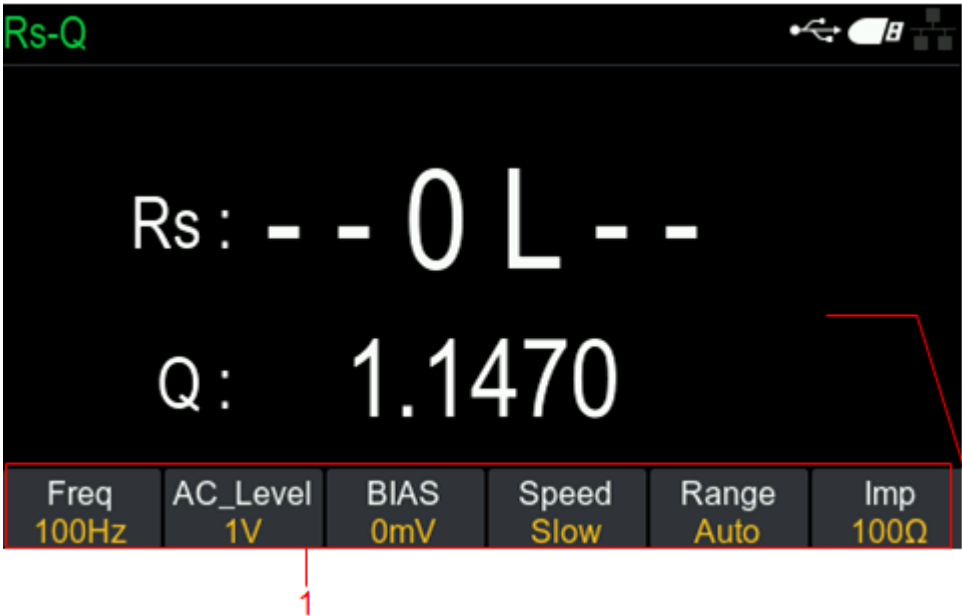 Rs-Q
Rs : - - 0 L - -
Q : 1.1470
Freq AC_Level BIAS Speed Range Imp
100Hz 1V 0mV Slow Auto 100Ω
1